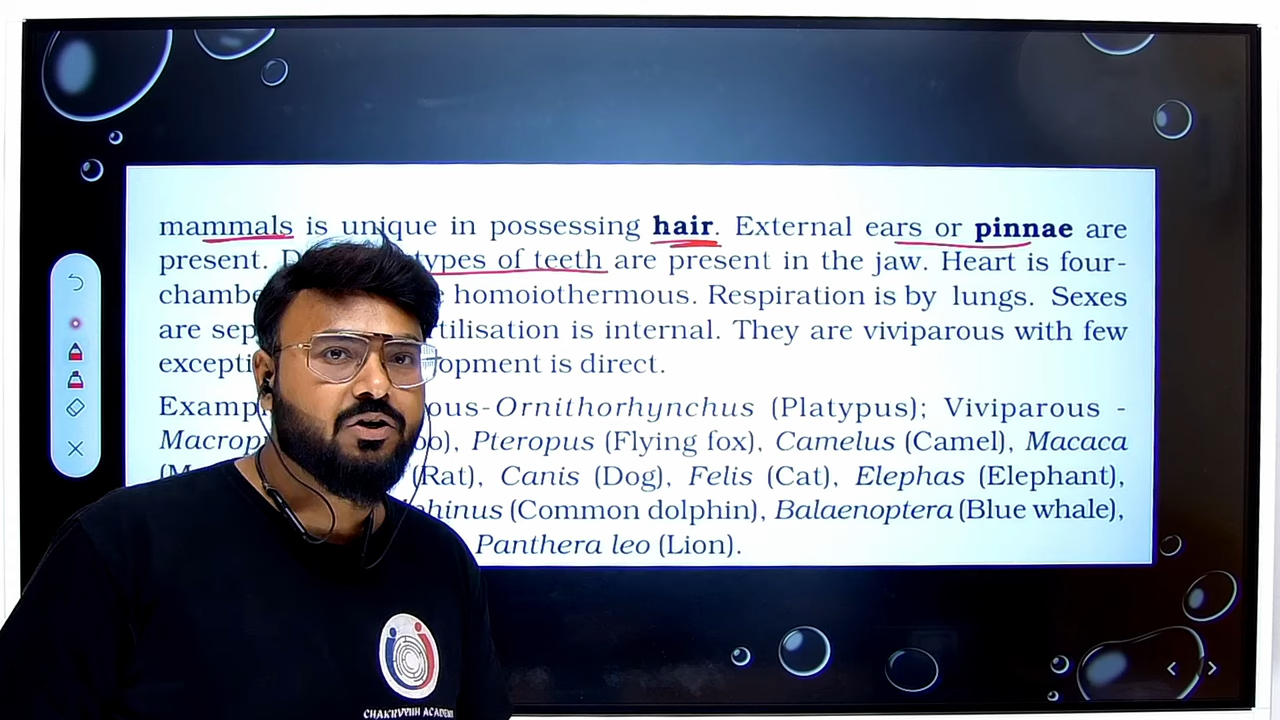 mammals is unique in possessing hair. External ears or pinnae are
present. types of teeth are present in the jaw. Heart is four-
homoiothermous. Respiration is by lungs. Sexes
are is internal. They are viviparous with few
is direct.
Ornithorhynchus (Platypus); Viviparous -
Pteropus (Flying fox), Camelus (Camel), Macaca
(Rat), Canis (Dog), Felis (Cat), Elephas (Elephant),
(Common dolphin), Balaenoptera (Blue whale),
Panthera leo (Lion).
CHAKRVYUH ACADEMY